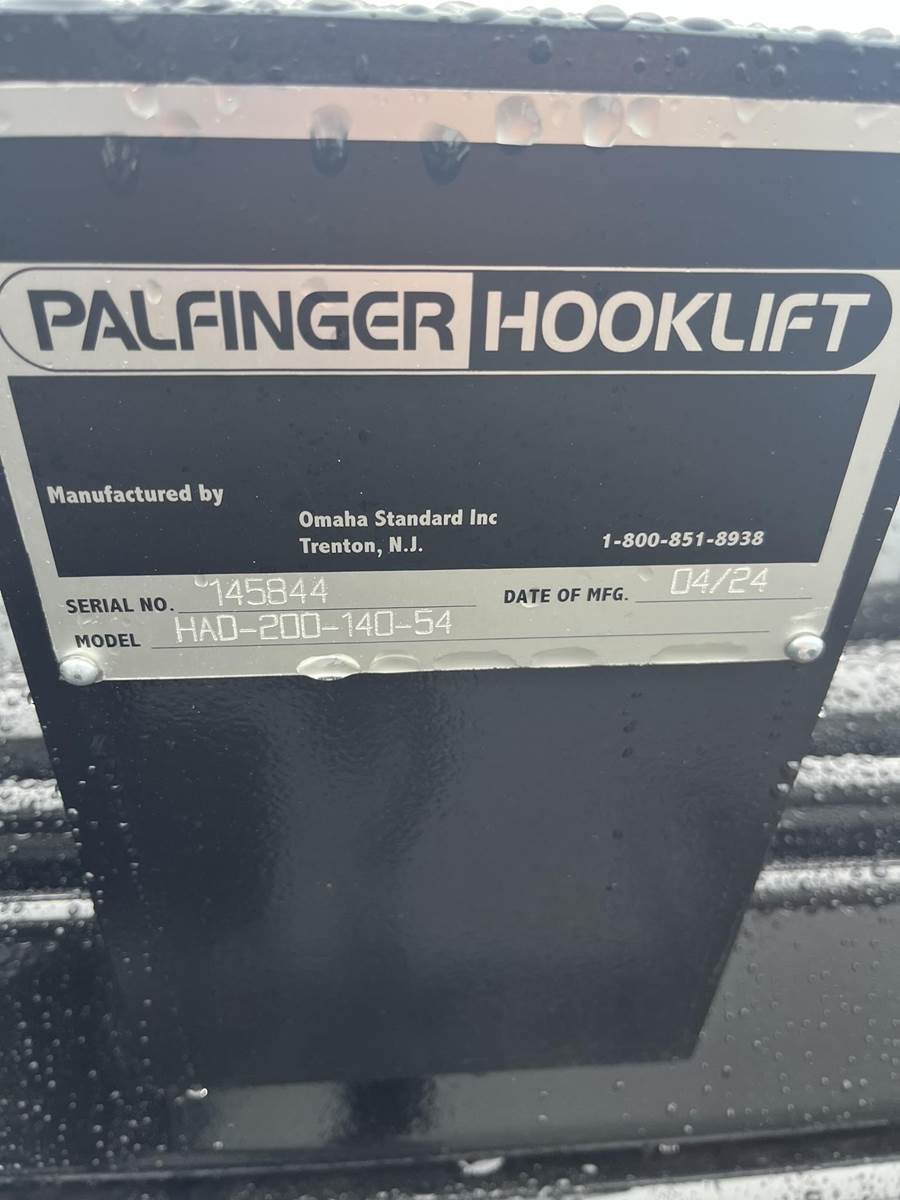 PALFINGER HOOKLIFT
Manufactured by
Omaha Standard Inc
Trenton, N.J. 1-800-851-8938
SERIAL NO. 145844 DATE OF MFG. 04/24
MODEL HAD-200-140-54